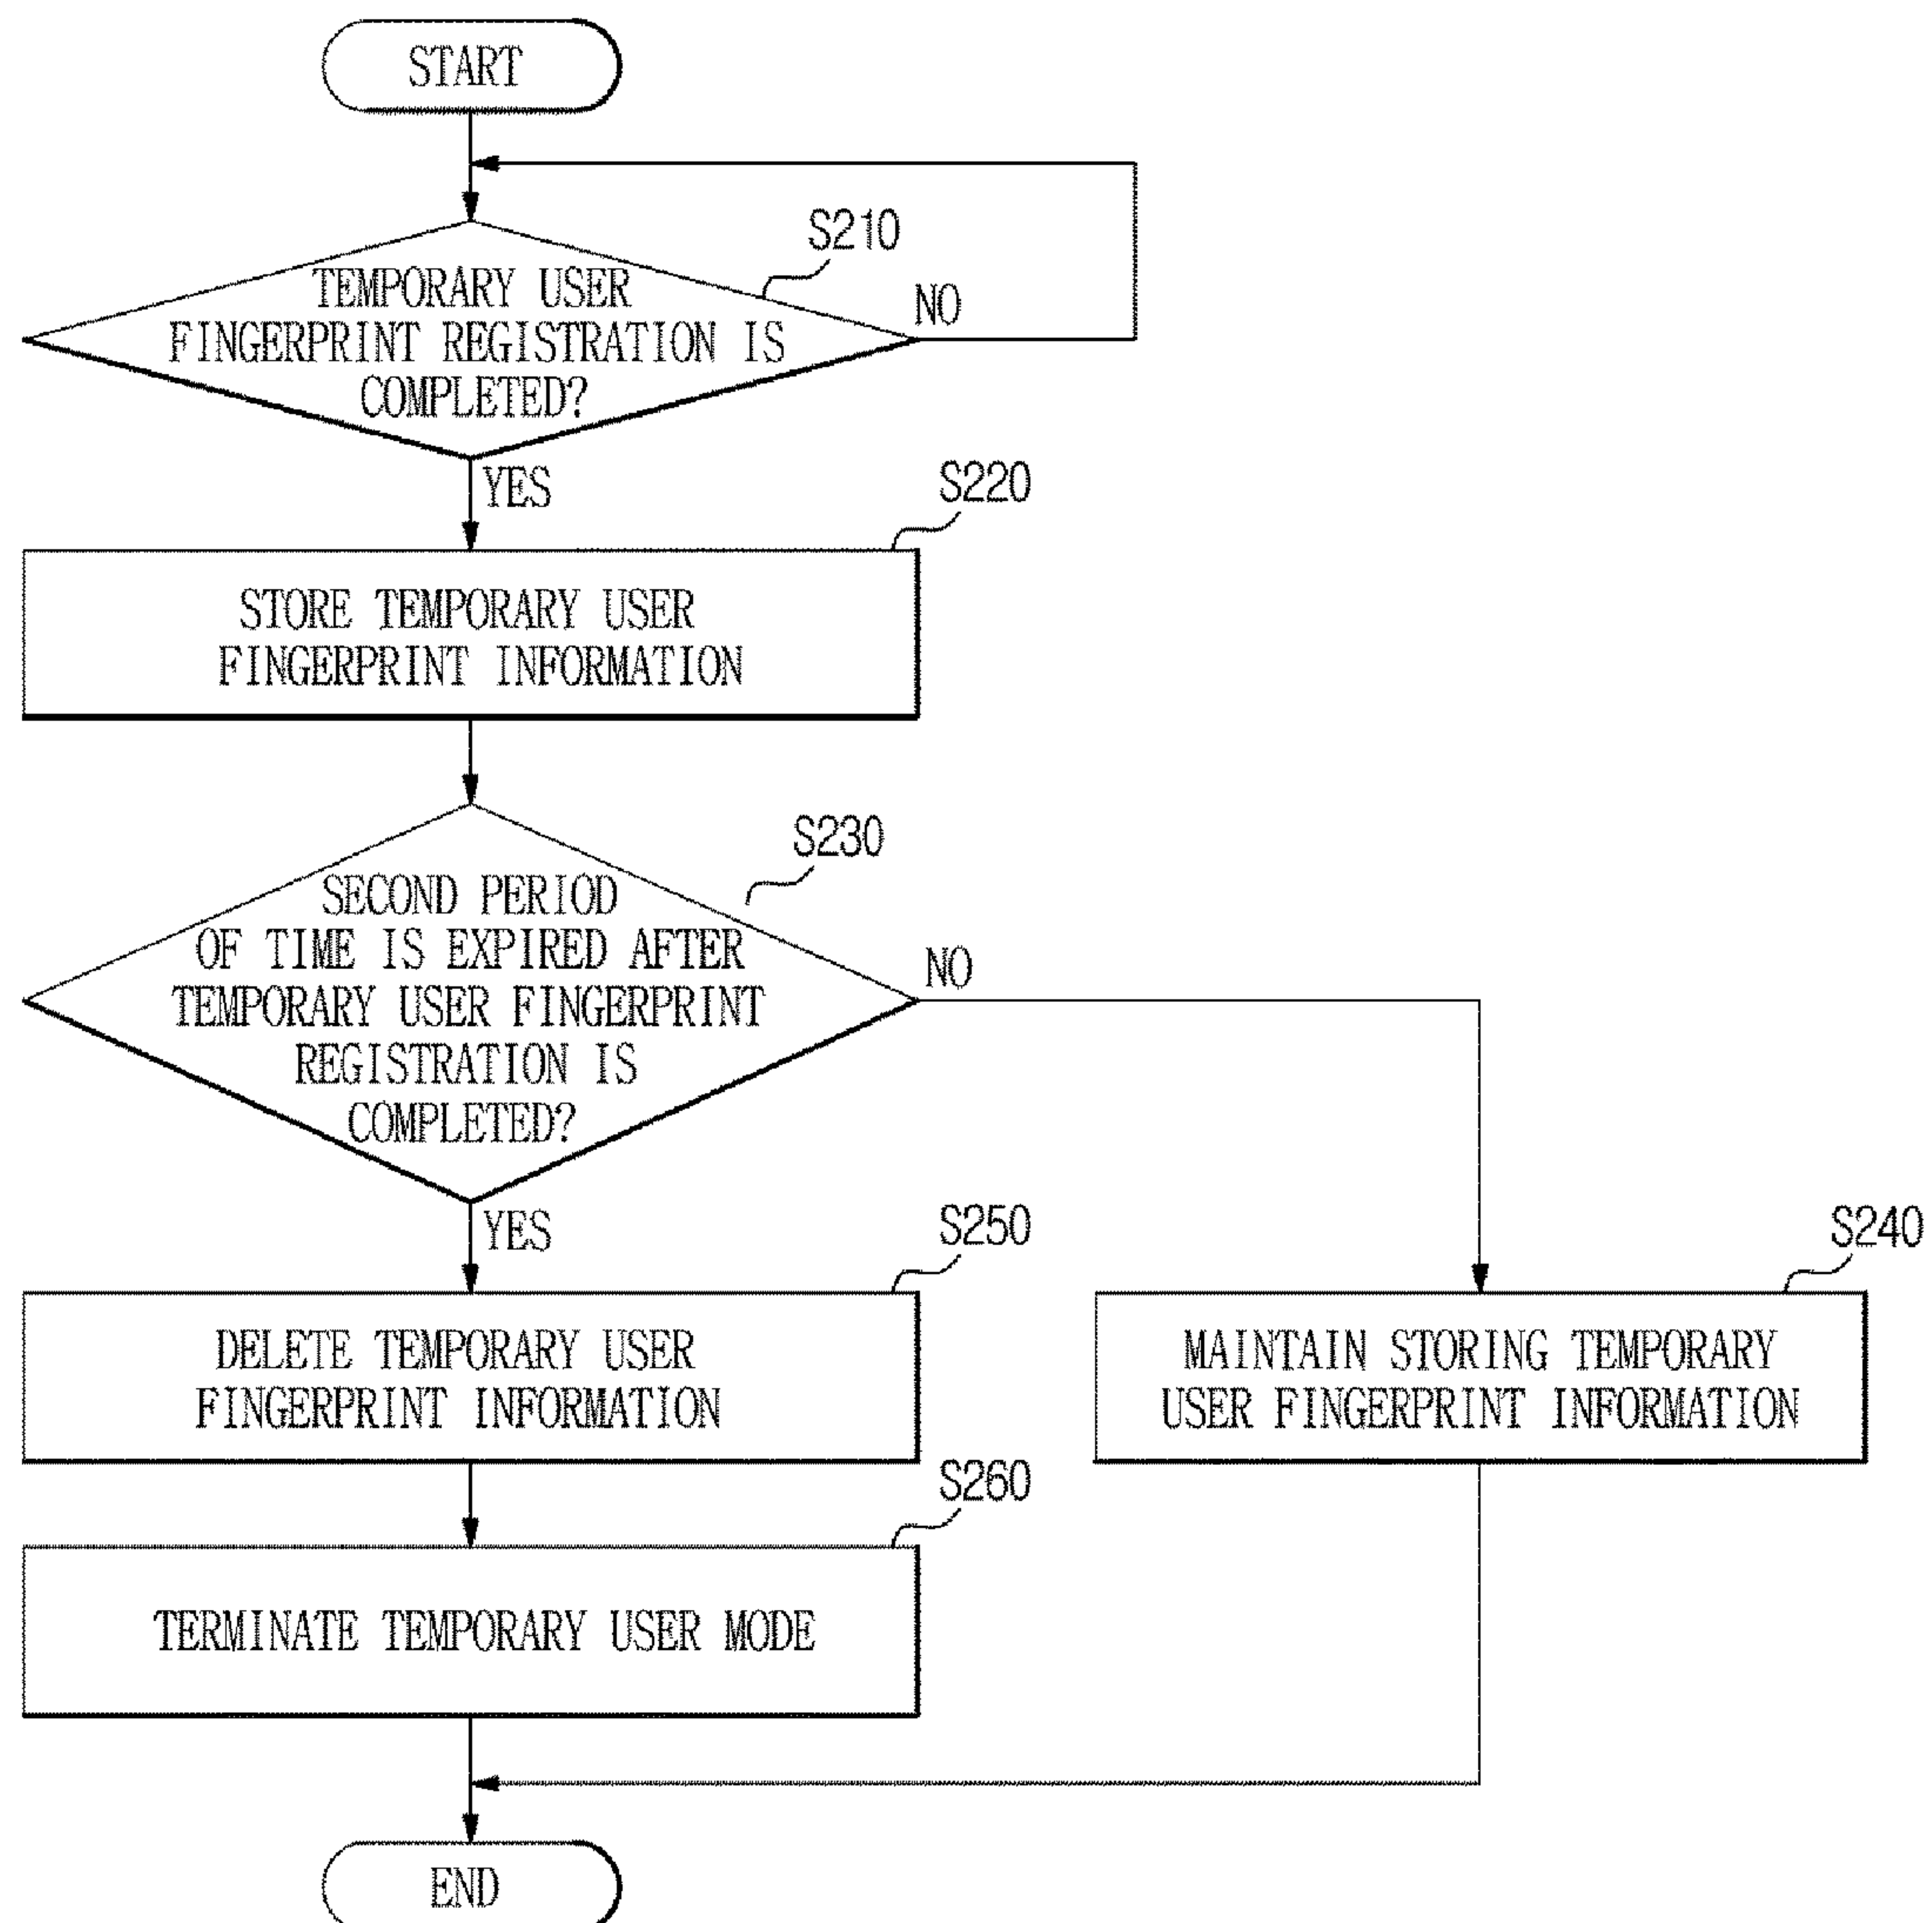 START
S210
TEMPORARY USER
FINGERPRINT REGISTRATION IS
COMPLETED?
NO
YES
S220
STORE TEMPORARY USER
FINGERPRINT INFORMATION
S230
SECOND PERIOD
OF TIME IS EXPIRED AFTER
TEMPORARY USER FINGERPRINT
REGISTRATION IS
COMPLETED?
NO
YES
S250
DELETE TEMPORARY USER
FINGERPRINT INFORMATION
S240
MAINTAIN STORING TEMPORARY
USER FINGERPRINT INFORMATION
S260
TERMINATE TEMPORARY USER MODE
END